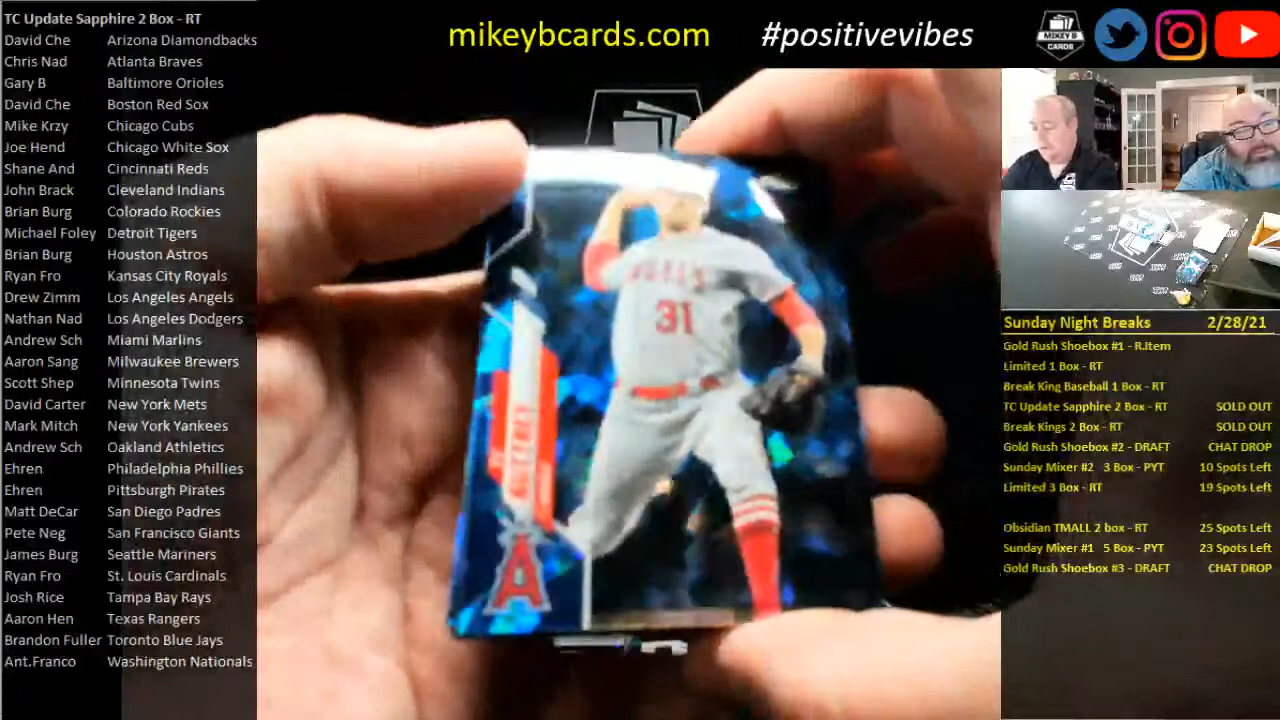 TC Update Sapphire 2 Box - RT
David Che Arizona Diamondbacks
Chris Nad Atlanta Braves
Gary B Baltimore Orioles
David Che Boston Red Sox
Mike Krzy Chicago Cubs
Joe Hend Chicago White Sox
Shane And Cincinnati Reds
John Brack Cleveland Indians
Brian Burg Colorado Rockies
Michael Foley Detroit Tigers
Brian Burg Houston Astros
Ryan Fro Kansas City Royals
Drew Zimm Los Angeles Angels
Nathan Nad Los Angeles Dodgers
Andrew Sch Miami Marlins
Aaron Sang Milwaukee Brewers
Scott Shep Minnesota Twins
David Carter New York Mets
Mark Mitch New York Yankees
Andrew Sch Oakland Athletics
Ehren Philadelphia Phillies
Ehren Pittsburgh Pirates
Matt DeCar San Diego Padres
Pete Neg San Francisco Giants
James Burg Seattle Mariners
Ryan Fro St. Louis Cardinals
Josh Rice Tampa Bay Rays
Aaron Hen Texas Rangers
Brandon Fuller Toronto Blue Jays
Ant.Franco Washington Nationals
mikeybcards.com #positivevibes
MIKEY B
CARDS
ANGELS
31
A
Sunday Night Breaks 2/28/21
Gold Rush Shoebox #1 - R.Item
Limited 1 Box - RT
Break King Baseball 1 Box - RT
TC Update Sapphire 2 Box - RT SOLD OUT
Break Kings 2 Box - RT SOLD OUT
Gold Rush Shoebox #2 - DRAFT CHAT DROP
Sunday Mixer #2 3 Box - PYT 10 Spots Left
Limited 3 Box - RT 19 Spots Left
Obsidian TMALL 2 box - RT 25 Spots Left
Sunday Mixer #1 5 Box - PYT 23 Spots Left
Gold Rush Shoebox #3 - DRAFT CHAT DROP